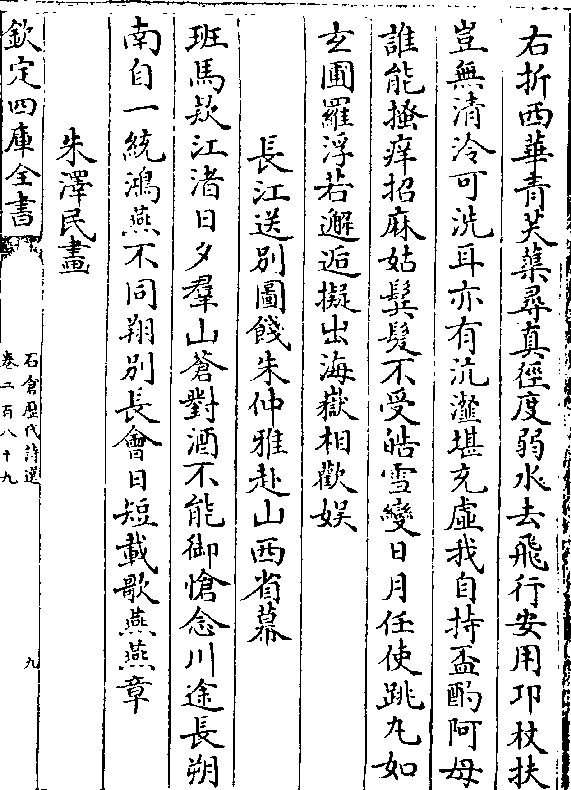 右折西華青芙蕖尋真徑度弱水去飛行安用卭杖扶
豈無清泠可洗耳亦有沆瀣堪充虛我自持盃酌阿母
誰能搔痒招麻姑鬒髪不受皓雪變日月任使跳丸如
玄圃羅浮若邂逅擬出海嶽相歡娱
長江送别圖餞朱仲雅赴山西省幕
班馬欵江渚日夕羣山蒼對酒不能御愴念川途長朔
南自一統鴻燕不同翔别長會日短載歌燕燕章
朱澤民畫
欽定四庫全書
石倉歷代詩選
卷二百八十九
九